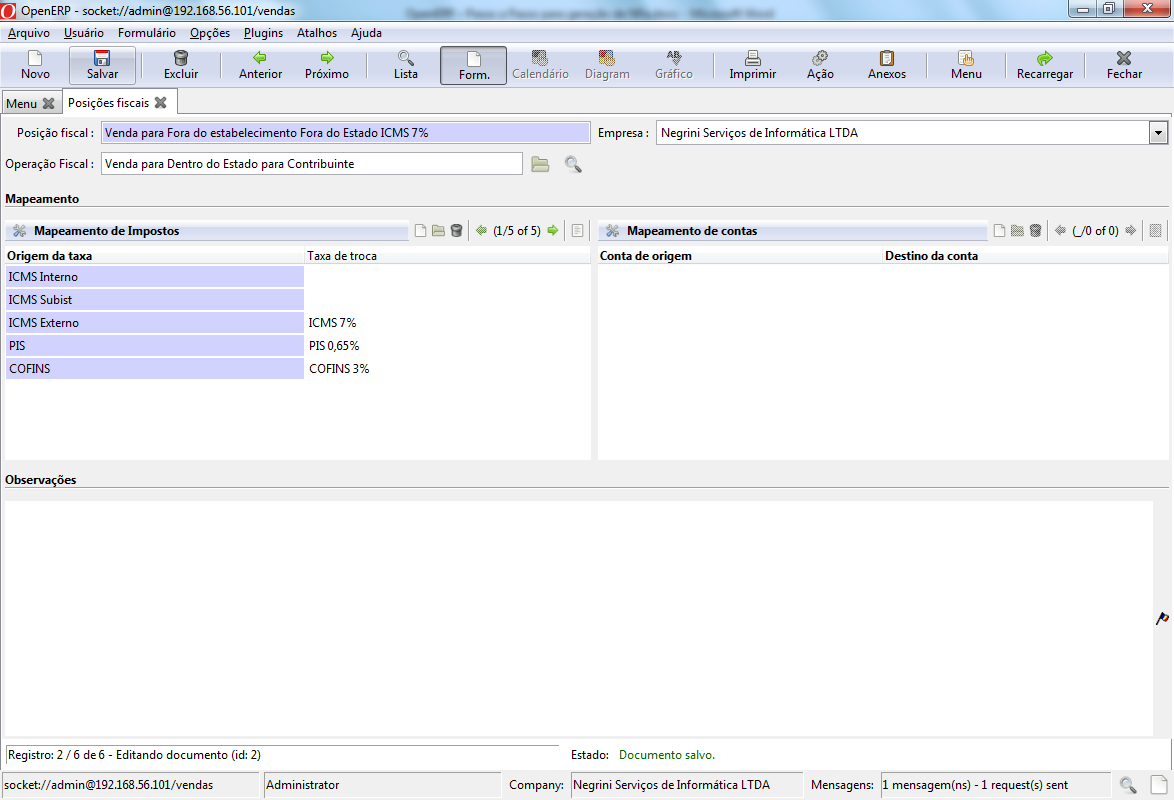 OpenERP - socket://admin@192.168.56.101/vendas
Arquivo Usuário Formulário Opções Plugins Atalhos Ajuda
Novo Salvar Excluir Anterior Próximo Lista Form. Calendário Diagram Gráfico Imprimir Ação Anexos Menu Recarregar Fechar
Menu Posições fiscais
Posição fiscal : Venda para Fora do estabelecimento Fora do Estado ICMS 7% Empresa : Negrini Serviços de Informática LTDA
Operação Fiscal : Venda para Dentro do Estado para Contribuinte
Mapeamento
Mapeamento de Impostos (1/5 of 5) Mapeamento de contas (_/0 of 0)
Origem da taxa Taxa de troca Conta de origem Destino da conta
ICMS Interno
ICMS Subist
ICMS Externo ICMS 7%
PIS PIS 0,65%
COFINS COFINS 3%
Observações
Registro: 2 / 6 de 6 - Editando documento (id: 2) Estado: Documento salvo.
socket://admin@192.168.56.101/vendas Administrator Company: Negrini Serviços de Informática LTDA Mensagens: 1 mensagem(ns) - 1 request(s) sent